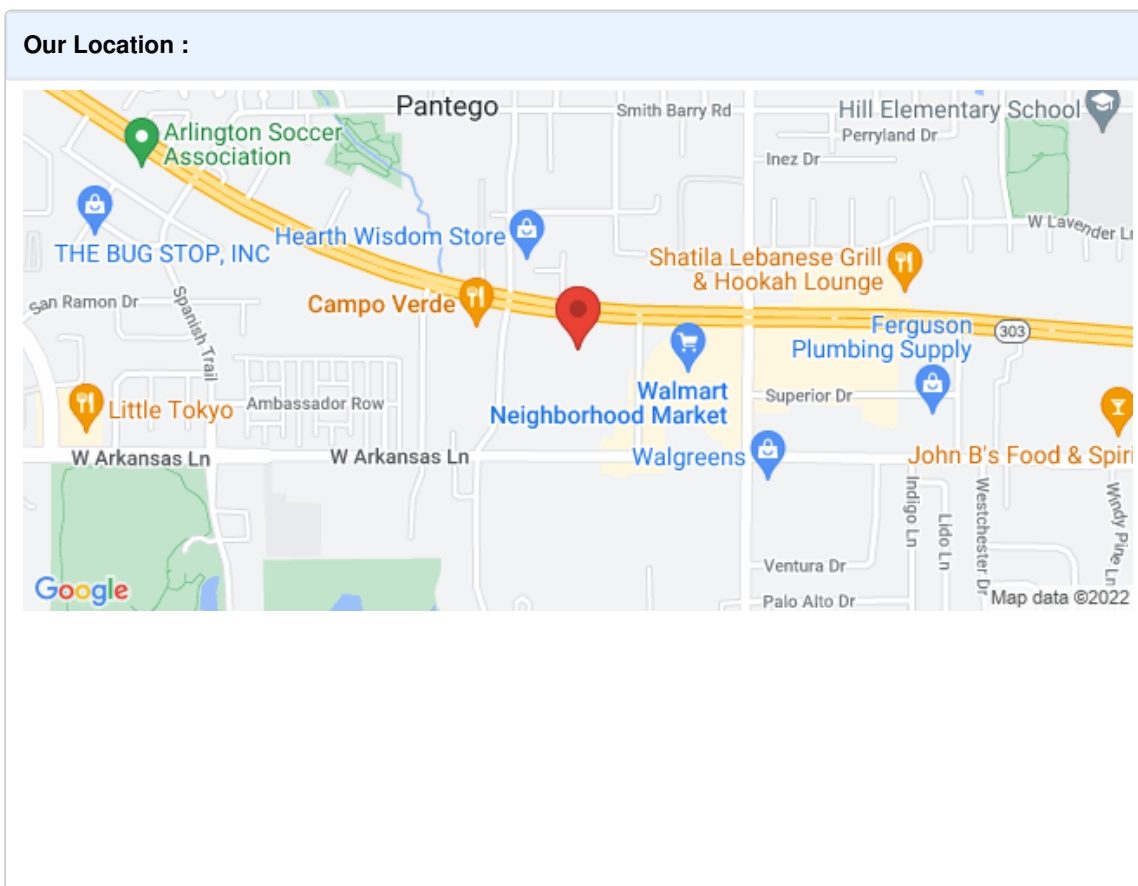 Our Location :
Pantego
Smith Barry Rd
Hill Elementary School
Arlington Soccer
Association
Perryland Dr
Inez Dr
W Lavender Ln
Hearth Wisdom Store
THE BUG STOP, INC
Shatila Lebanese Grill
& Hookah Lounge
San Ramon Dr
Spanish Trail
Campo Verde
Ferguson
Plumbing Supply
303
Walmart
Neighborhood Market
Superior Dr
Little Tokyo
Ambassador Row
W Arkansas Ln
W Arkansas Ln
Walgreens
John B's Food & Spiri
Indigo Ln
Lido Ln
Westchester Dr
Windy Pine Ln
Ventura Dr
Palo Alto Dr
Google
Map data ©2022